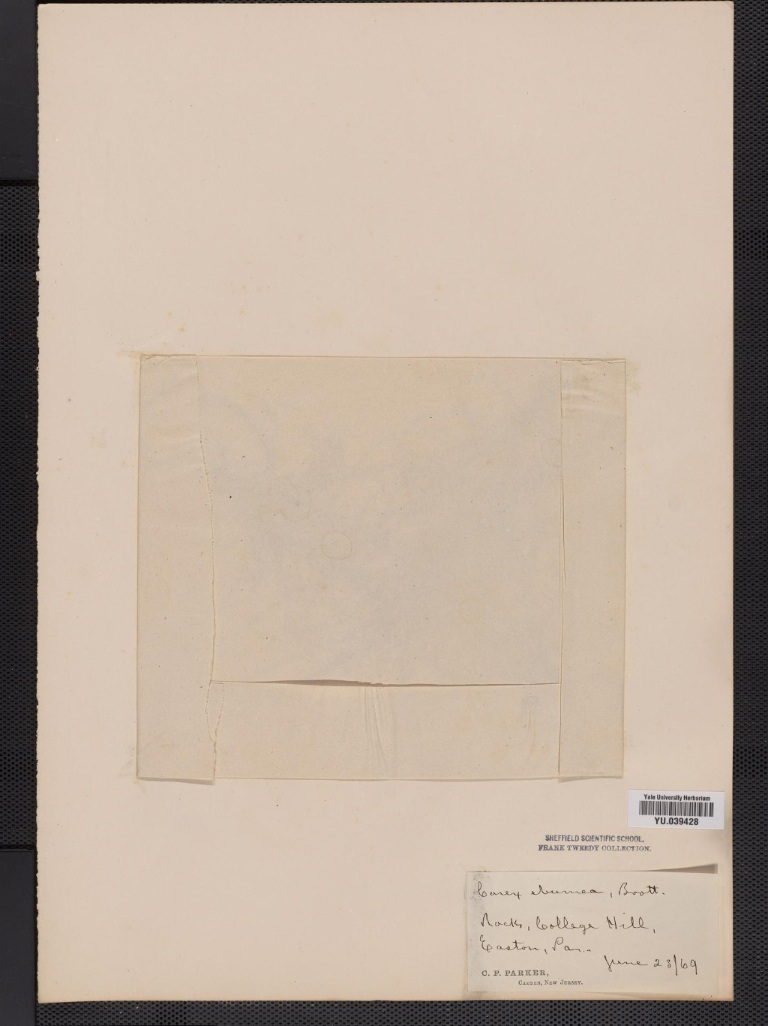 Yale University Herbarium
YU.039428
SHEFFIELD SCIENTIFIC SCHOOL.
FRANK TWEEDY COLLECTION.
Carex eburnea, Boott.
Rocks, College Hill,
Easton, Pa.
June 23/69
C. F. PARKER,
CAMDEN, NEW JERSEY.